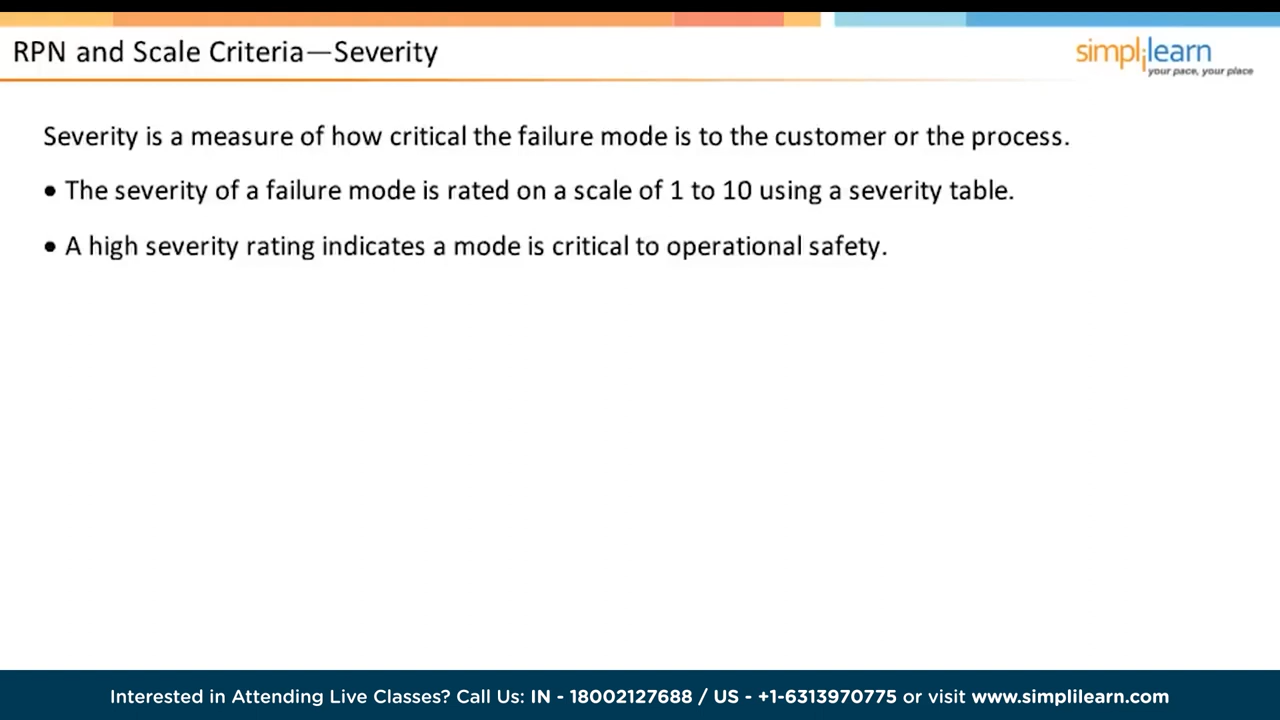 RPN and Scale Criteria—Severity
simplilearn
your pace, your place
Severity is a measure of how critical the failure mode is to the customer or the process.
• The severity of a failure mode is rated on a scale of 1 to 10 using a severity table.
• A high severity rating indicates a mode is critical to operational safety.
Interested in Attending Live Classes? Call Us: IN - 18002127688 / US - +1-6313970775 or visit www.simplilearn.com